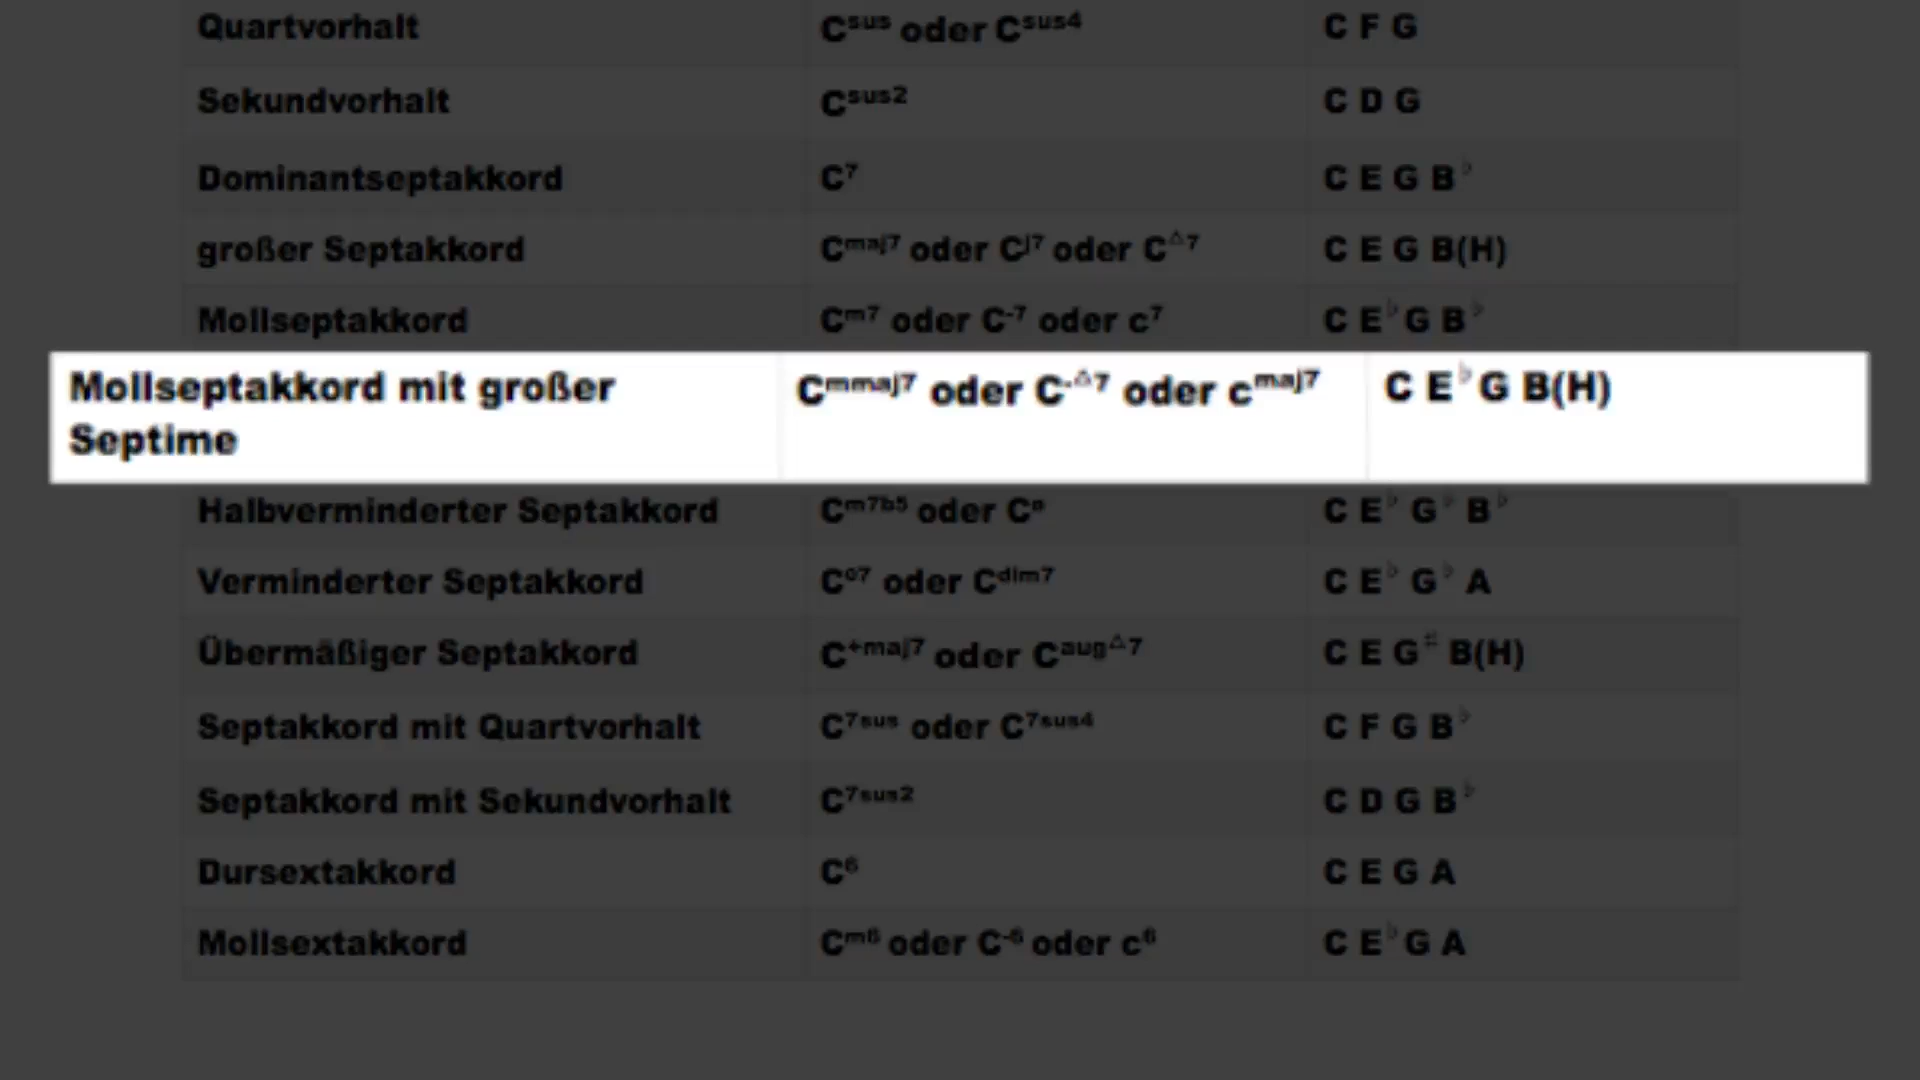 Quartvorhalt Csus oder Csus4 C F G
Sekundvorhalt Csus2 C D G
Dominantseptakkord C7 C E G B♭
großer Septakkord Cmaj7 oder Cj7 oder C△7 C E G B(H)
Mollseptakkord Cm7 oder C-7 oder c7 C E♭ G B♭
Mollseptakkord mit großer Cmmaj7 oder C-△7 oder cmaj7 C E♭ G B(H)
Septime
Halbverminderter Septakkord Cm7b5 oder Cø C E♭ G♭ B♭
Verminderter Septakkord Co7 oder Cdim7 C E♭ G♭ A
Übermäßiger Septakkord C+maj7 oder Caug△7 C E G♯ B(H)
Septakkord mit Quartvorhalt C7sus oder C7sus4 C F G B♭
Septakkord mit Sekundvorhalt C7sus2 C D G B♭
Dursextakkord C6 C E G A
Mollsextakkord Cm6 oder C-6 oder c6 C E♭ G A